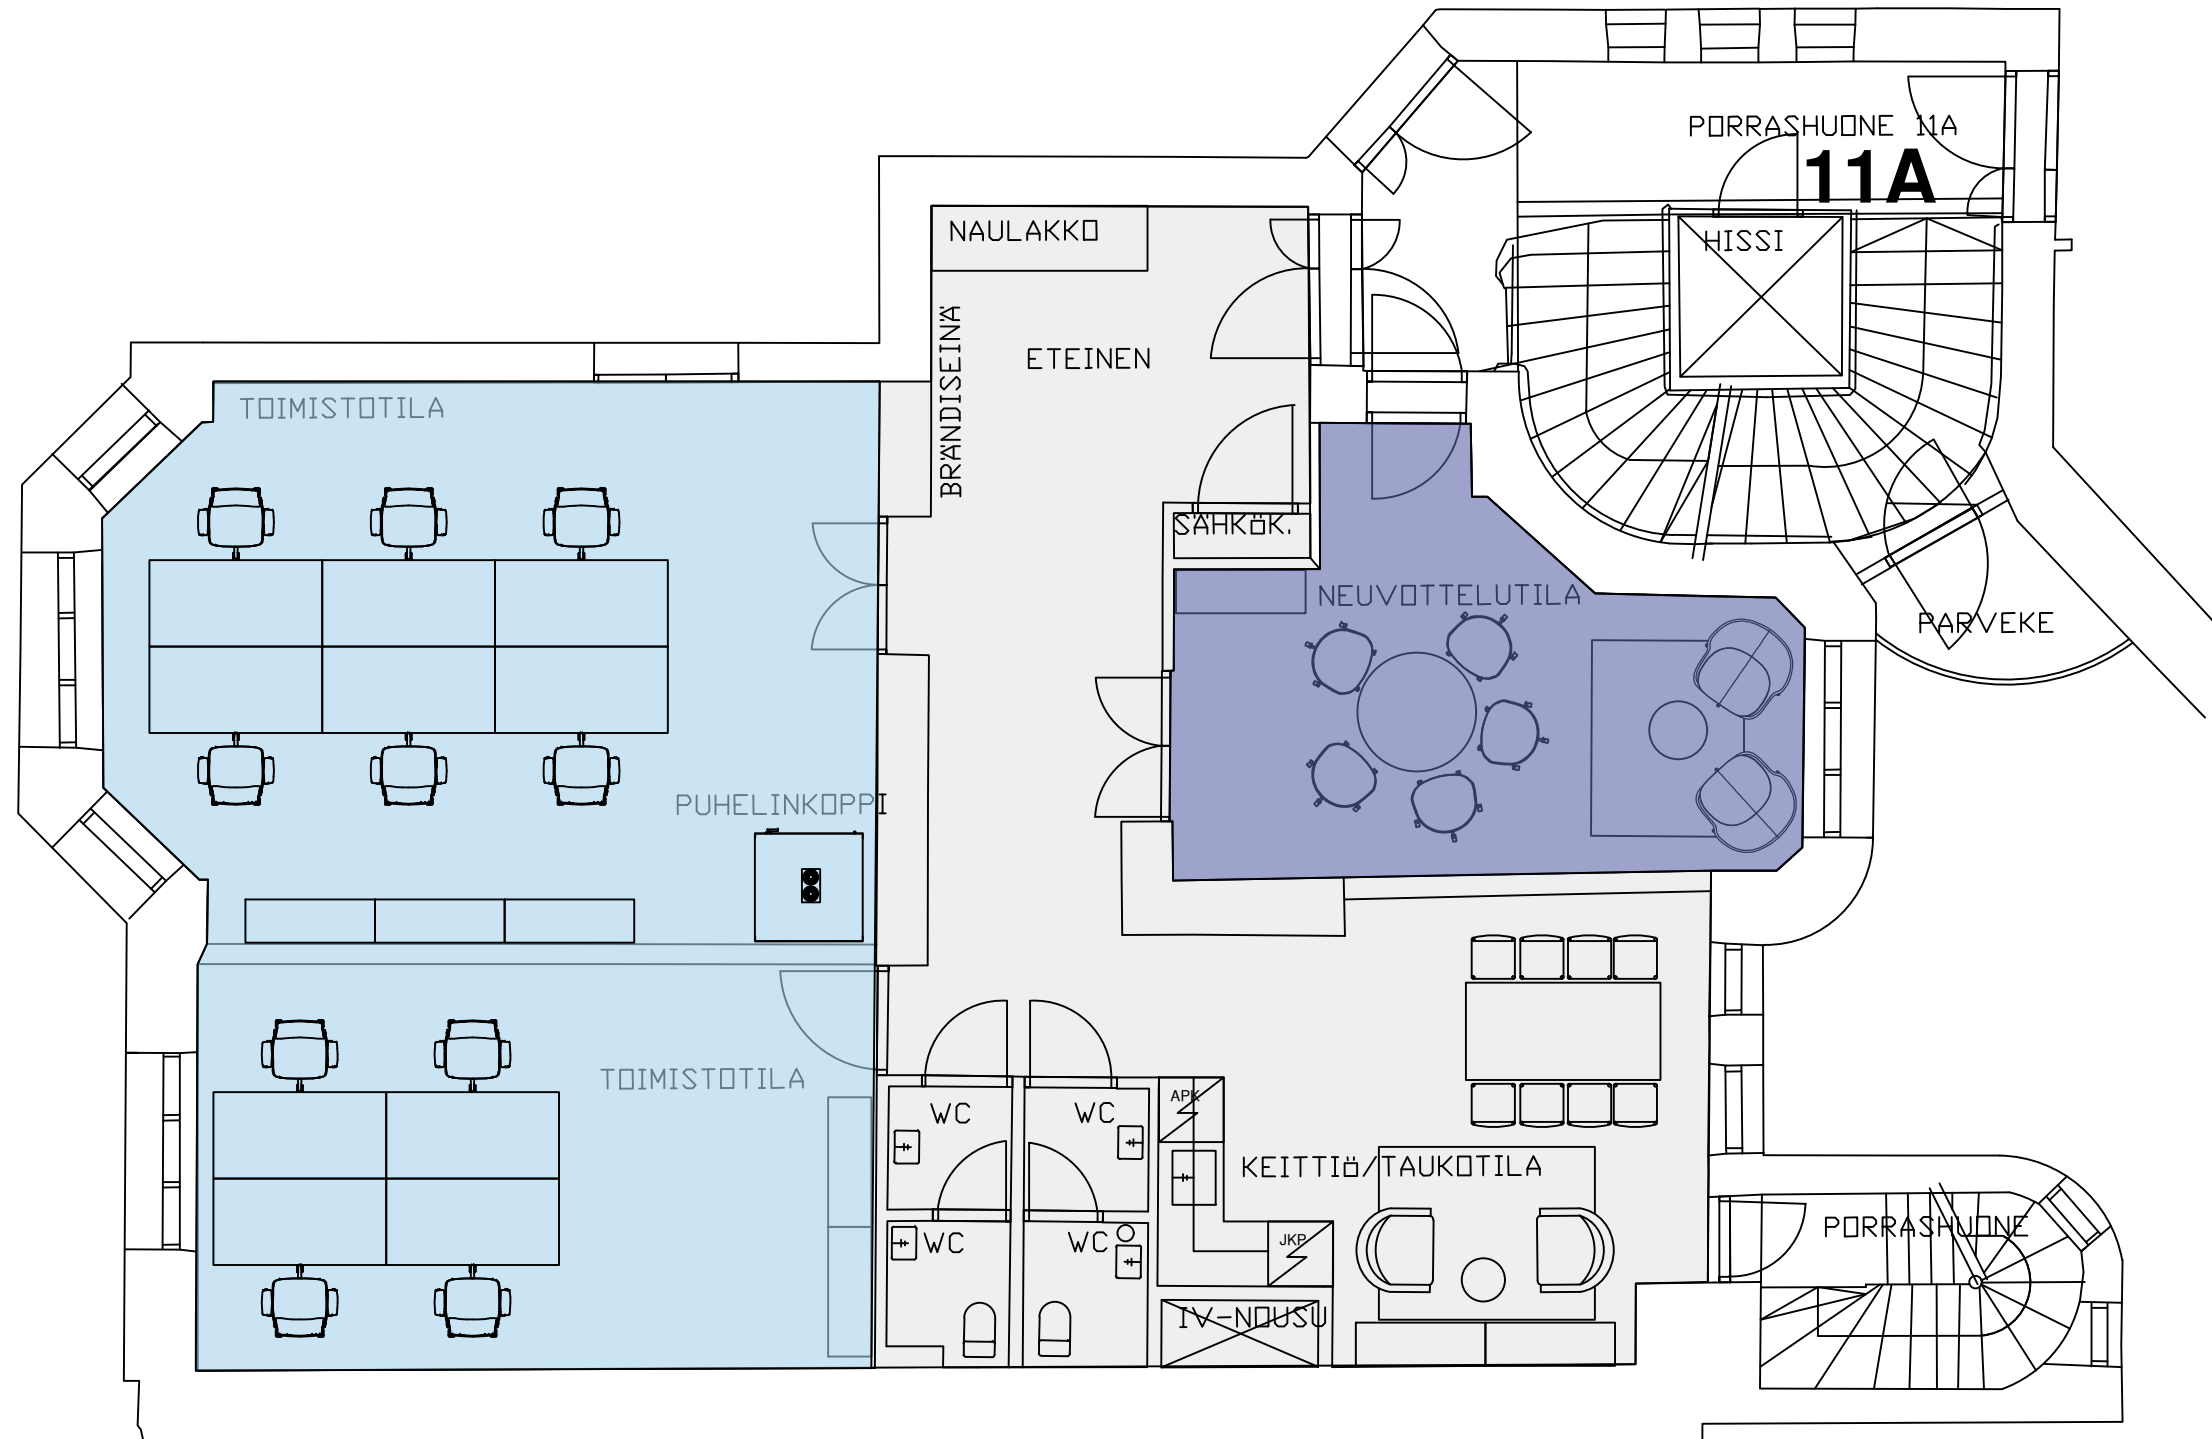 PORRASHUONE 11A
11A
NAULAKKO
HISSI
BRÄNDISEINÄ
ETEINEN
TOIMISTOTILA
SÄHKÖK.
NEUVOTTELUTILA
PARVEKE
PUHELINKOPPI
TOIMISTOTILA
APK
WC
WC
KEITTIÖ/TAUKOTILA
PORRASHUONE
WC
WC
JKP
IV-NOUSU